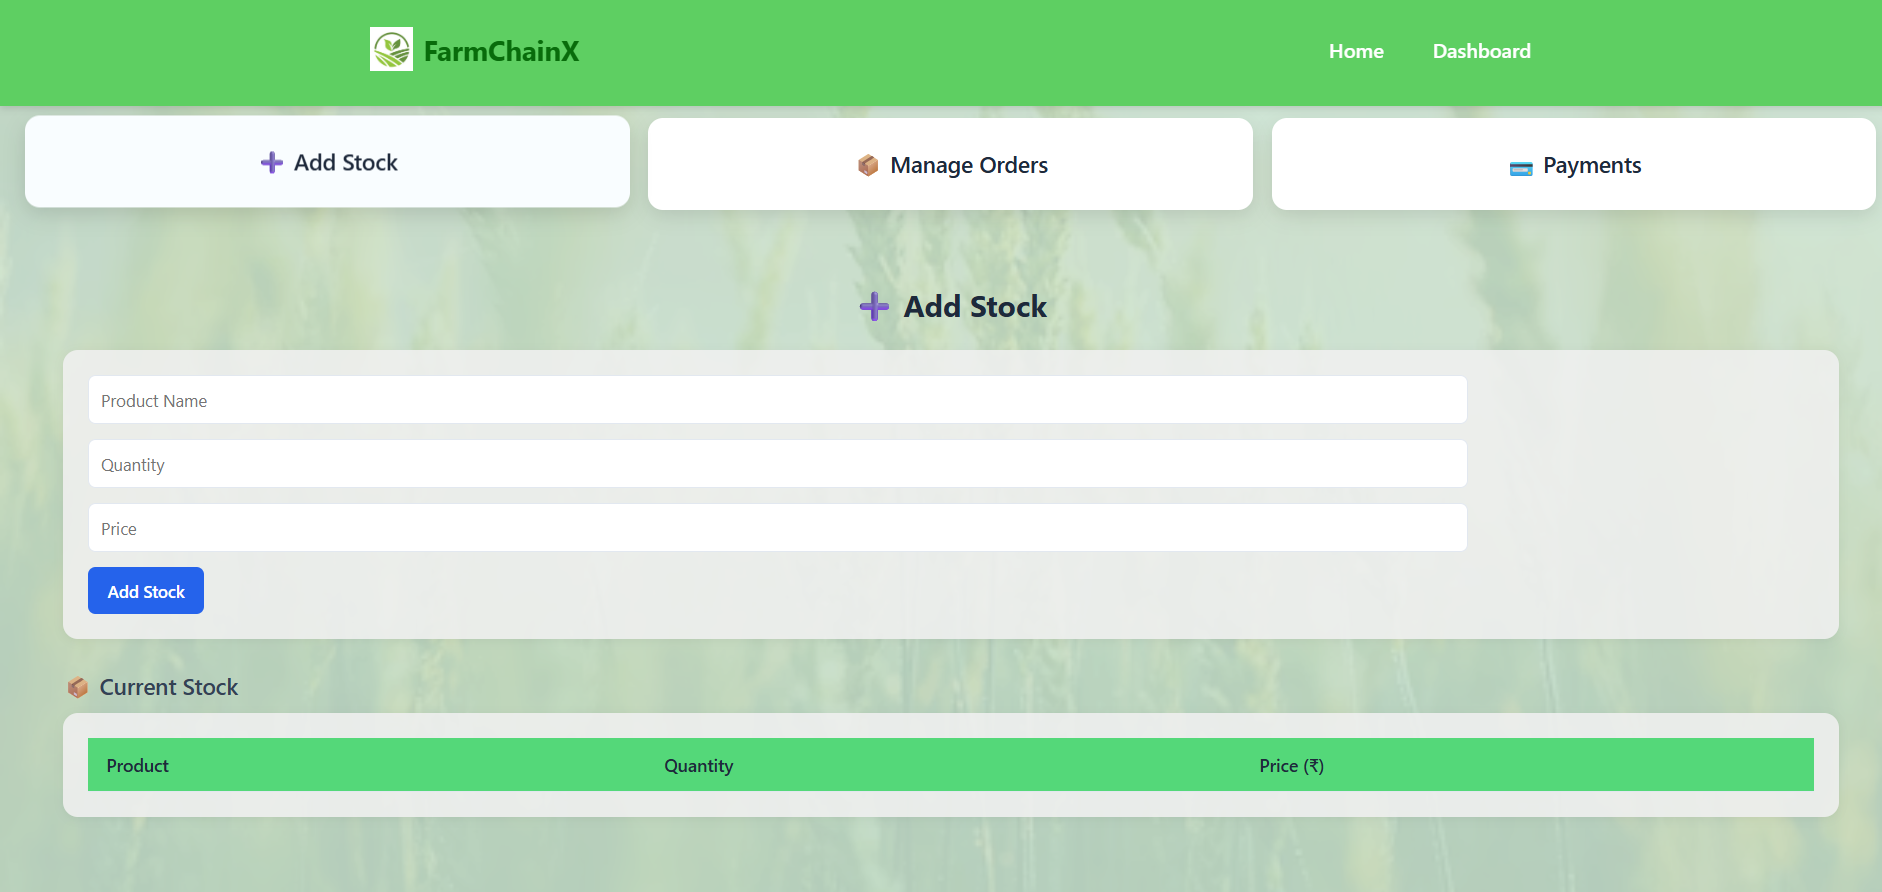 FarmChainX
Home
Dashboard
➕ Add Stock
📦 Manage Orders
💳 Payments
➕ Add Stock
Product Name
Quantity
Price
Add Stock
📦 Current Stock
Product Quantity Price (₹)